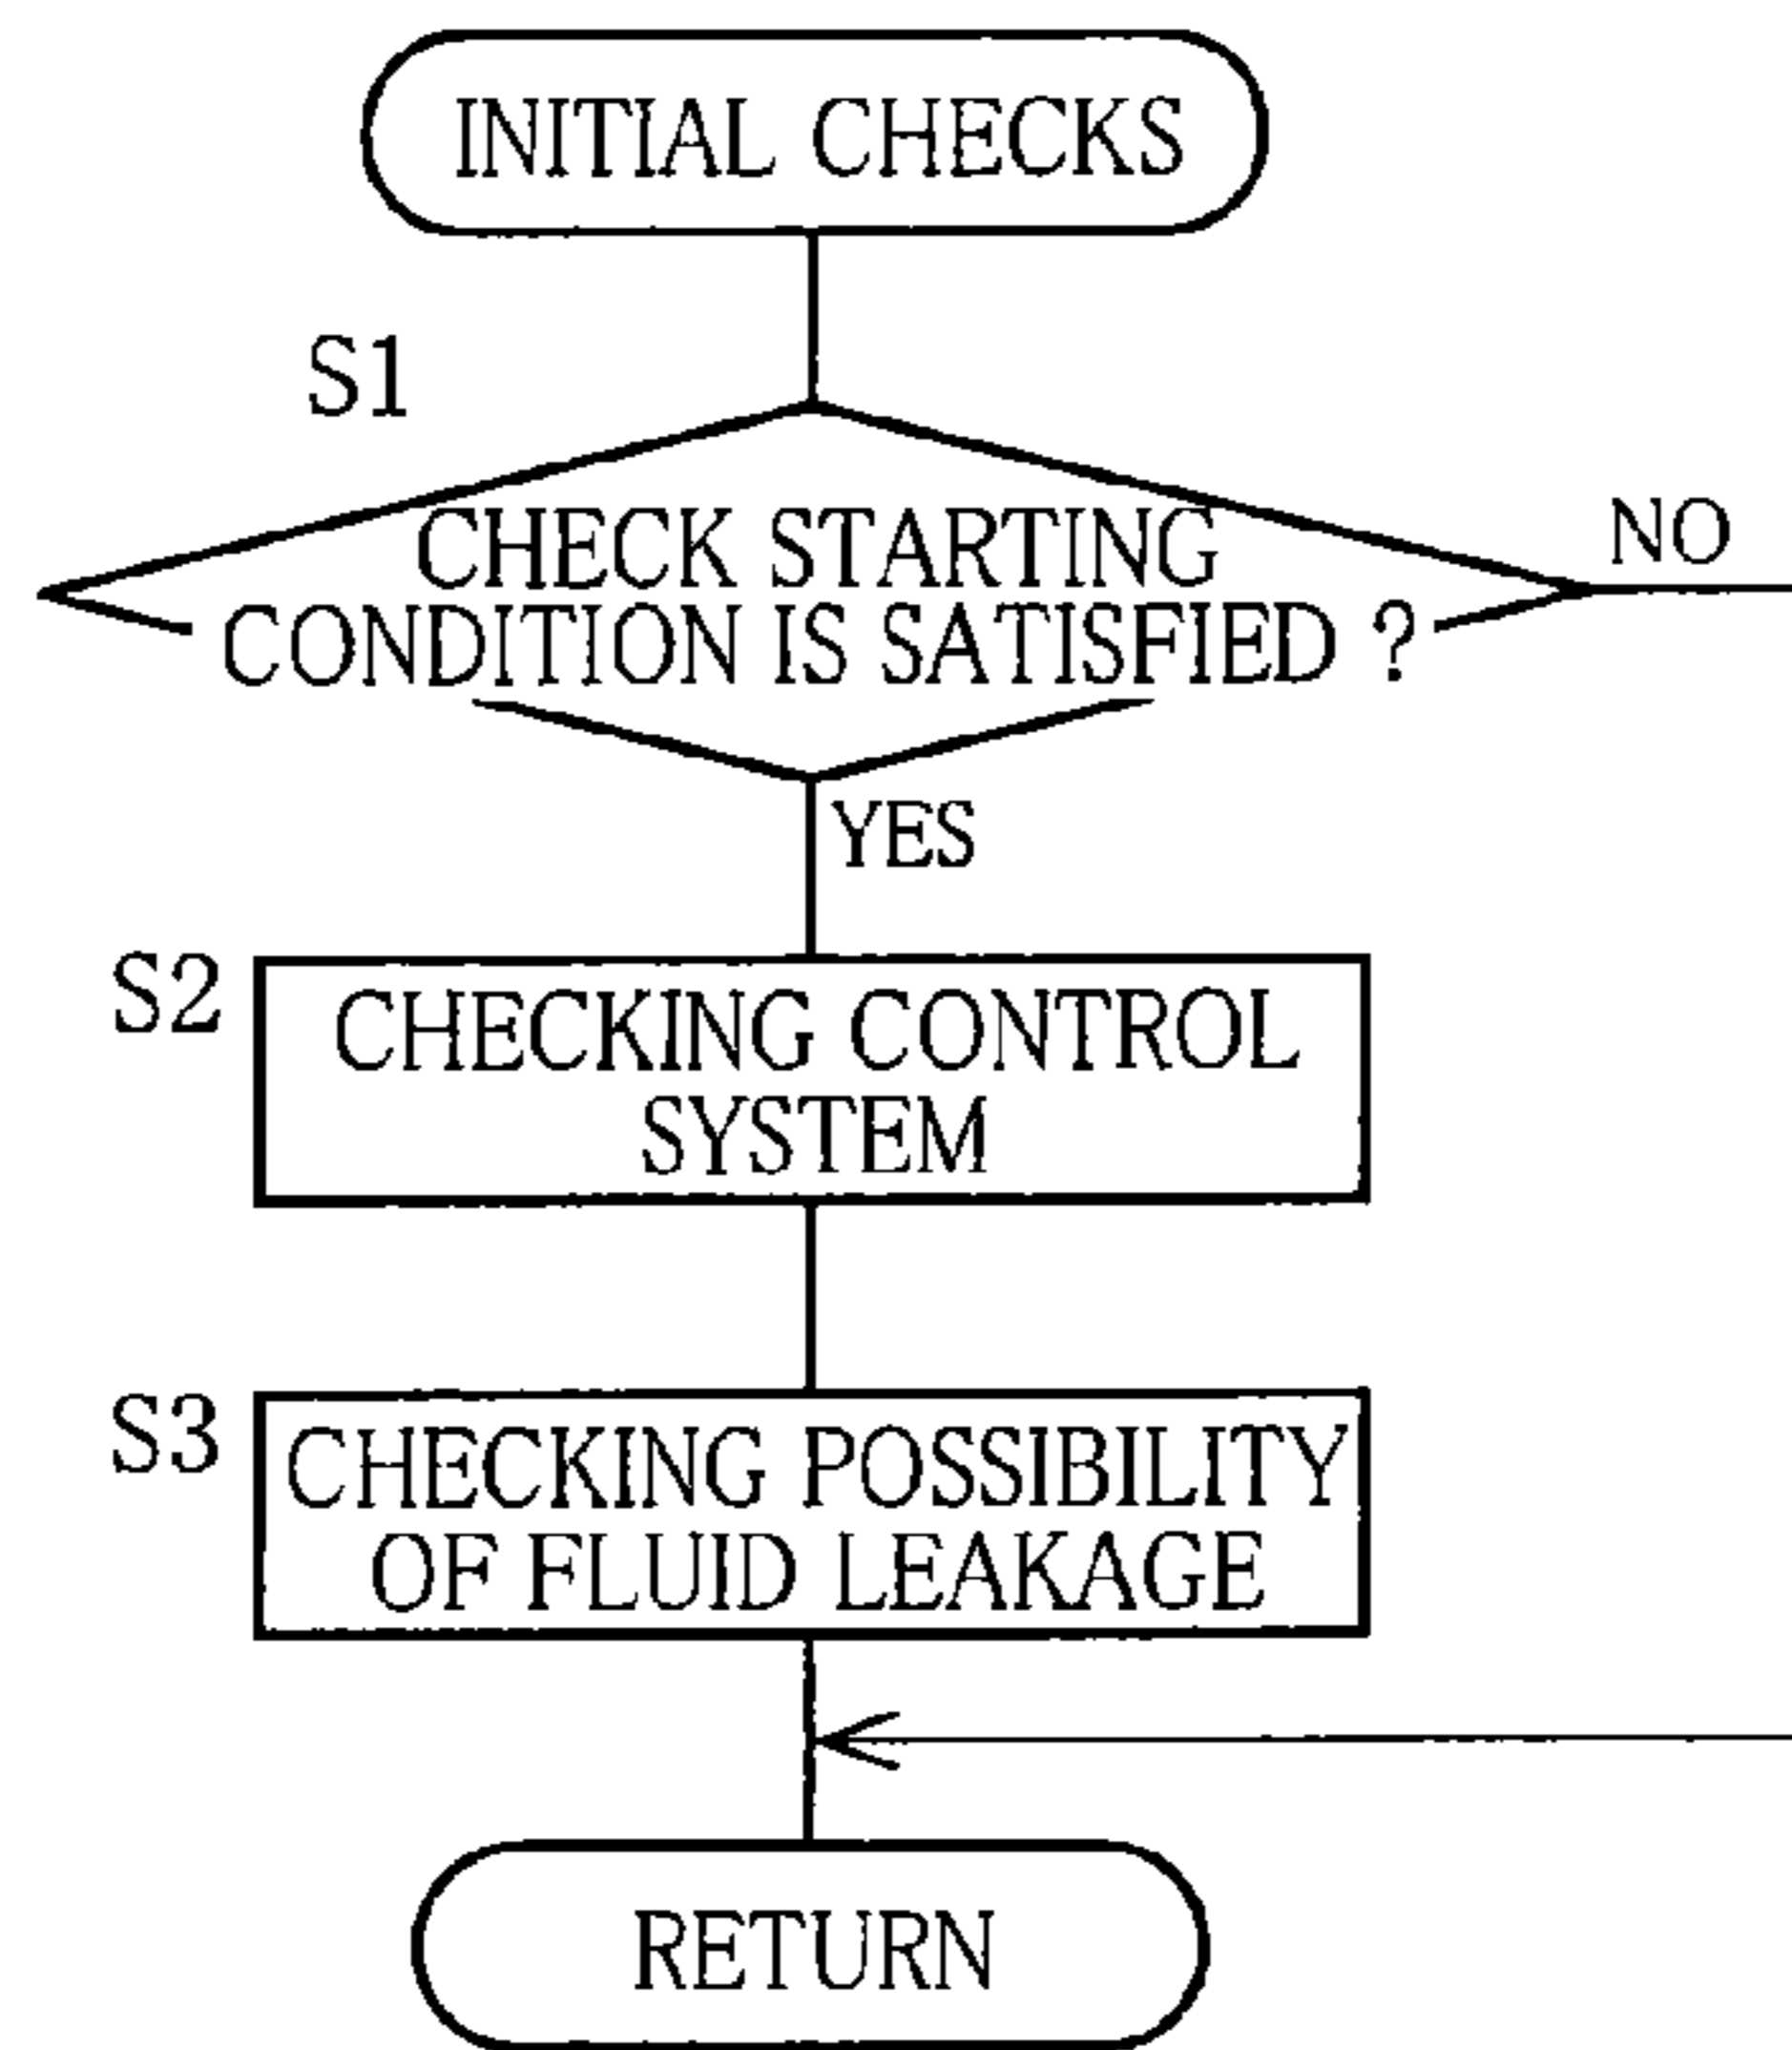 INITIAL CHECKS
S1
CHECK STARTING
CONDITION IS SATISFIED ?
NO
YES
S2
CHECKING CONTROL
SYSTEM
S3
CHECKING POSSIBILITY
OF FLUID LEAKAGE
RETURN